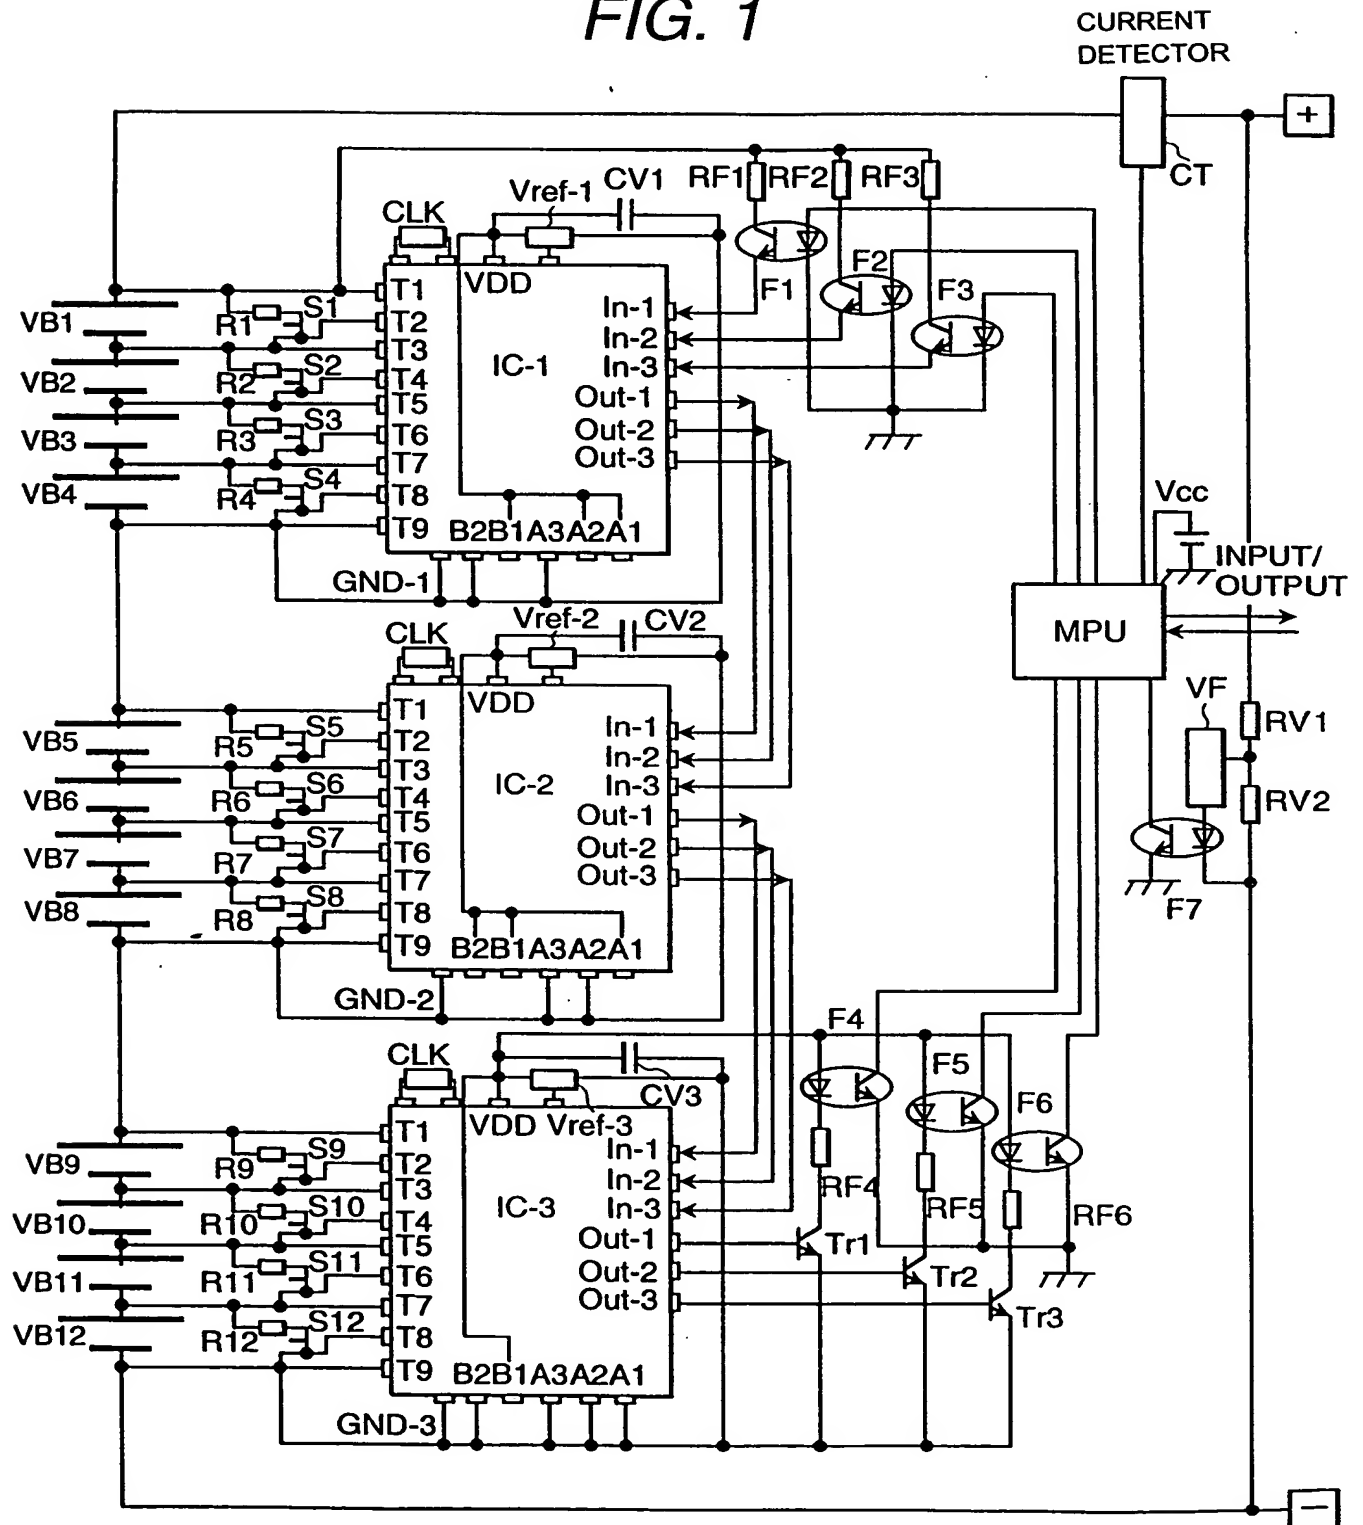 FIG. 1
CURRENT
DETECTOR
+
CT
RF1 RF2 RF3
CV1
Vref-1
CLK
VDD
T1
T2
T3
T4
T5
T6
T7
T8
T9
IC-1
In-1
In-2
In-3
Out-1
Out-2
Out-3
B2B1A3A2A1
GND-1
VB1
VB2
VB3
VB4
R1
S1
R2
S2
R3
S3
R4
S4
F1
F2
F3
Vcc
INPUT/
OUTPUT
MPU
VF
RV1
RV2
F7
Vref-2
CV2
CLK
VDD
T1
T2
T3
T4
T5
T6
T7
T8
T9
IC-2
In-1
In-2
In-3
Out-1
Out-2
Out-3
B2B1A3A2A1
GND-2
VB5
VB6
VB7
VB8
R5
S5
R6
S6
R7
S7
R8
S8
F4
F5
F6
CLK
CV3
VDD Vref-3
T1
T2
T3
T4
T5
T6
T7
T8
T9
IC-3
In-1
In-2
In-3
Out-1
Out-2
Out-3
B2B1A3A2A1
GND-3
VB9
VB10
VB11
VB12
R9
S9
R10
S10
R11
S11
R12
S12
RF4
RF5
RF6
Tr1
Tr2
Tr3
−